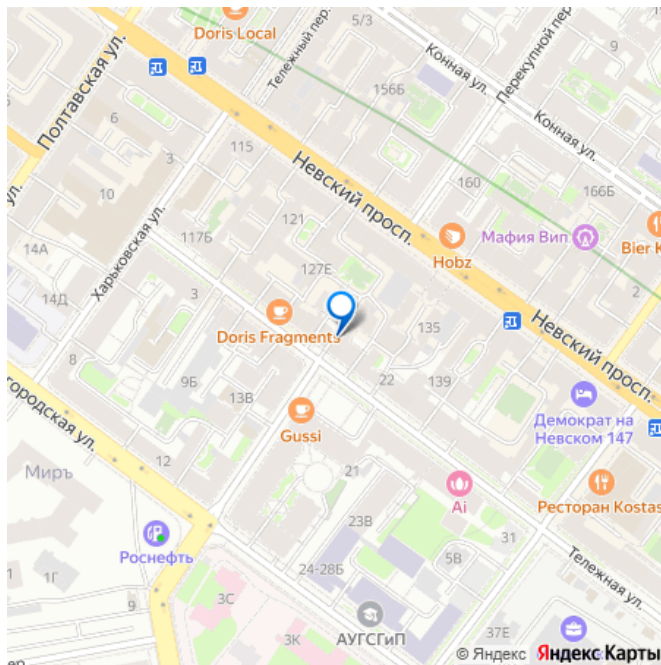 Doris Local
Тележный пер.
5/3
Конная ул.
Перекупной пер.
9
Полтавская ул.
6
156Б
Конная ул.
3
115
Невский просп.
160
166Б
10
121
Мафия Вип
Hobz
Bier K
117Б
14А
Харьковская ул.
127Е
2
14Д
3
Doris Fragments
135
Невский просп.
8
9Б
13В
22
139
городская ул.
Gussi
Демократ на
Невском 147
12
Миръ
21
Ai
Ресторан Kostas
23В
31
Роснефть
5В
Тележная ул.
1
1Г
24-28Б
3С
9
АУГСГиП
3К
37Е
пер
© Яндекс Яндекс Карты